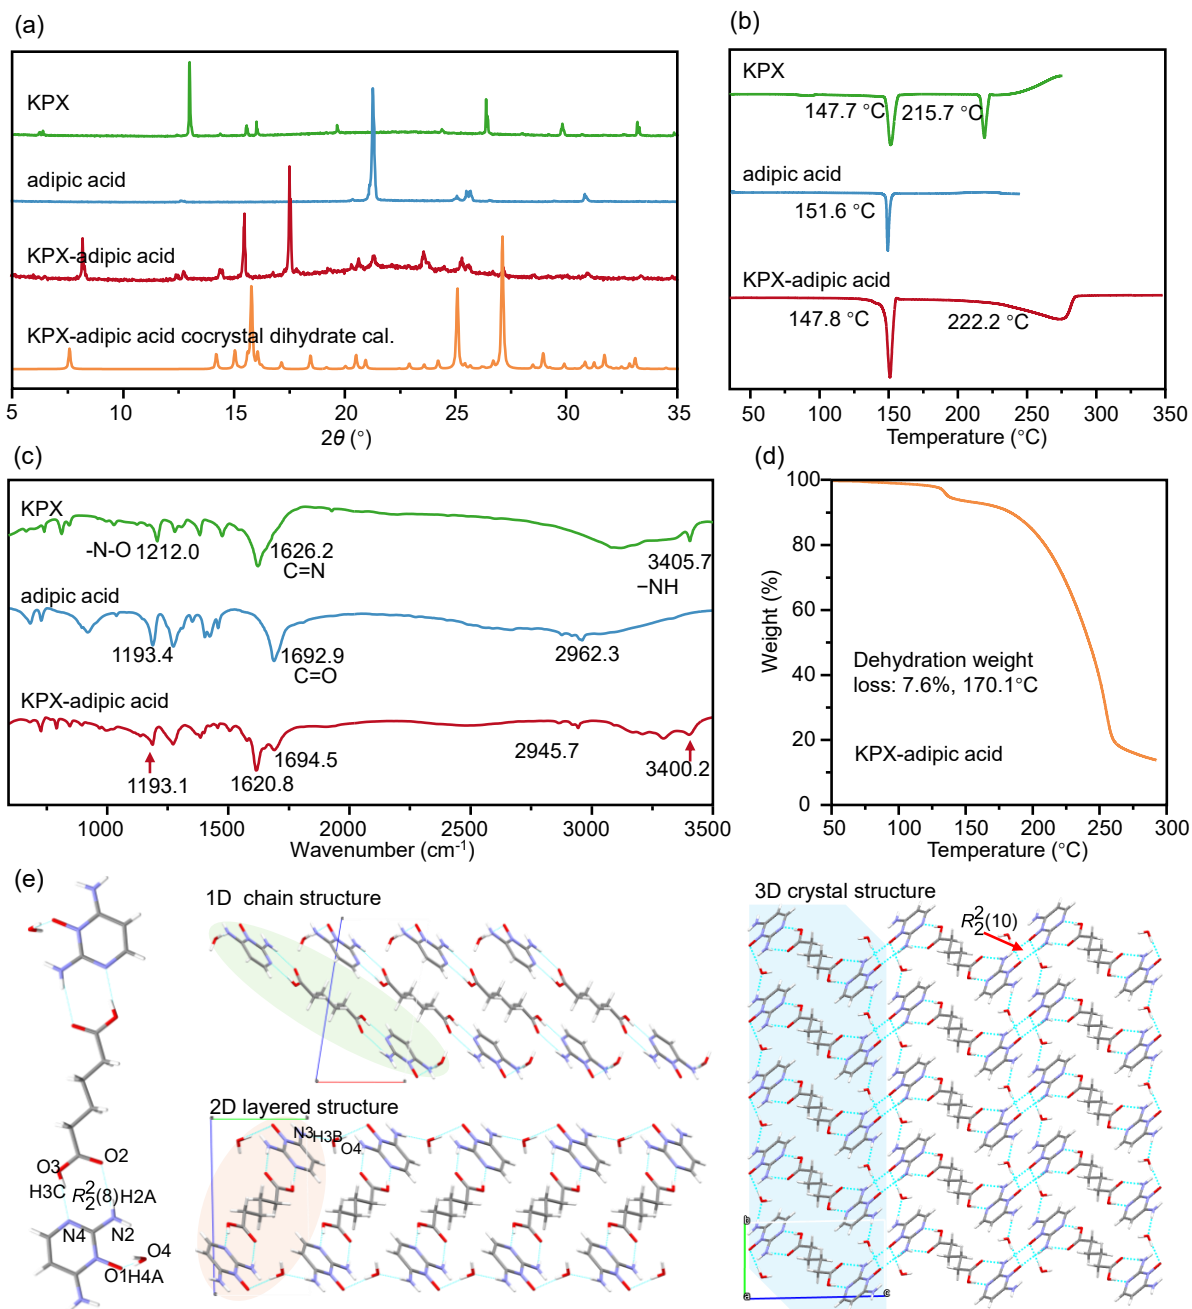 (a)
KPX
adipic acid
KPX-adipic acid
KPX-adipic acid cocrystal dihydrate cal.
5 10 15 20 25 30 35
2θ (°)
(b)
KPX
147.7 °C 215.7 °C
adipic acid
151.6 °C
KPX-adipic acid
147.8 °C 222.2 °C
50 100 150 200 250 300 350
Temperature (°C)
(c)
KPX
-N-O 1212.0
1626.2
C=N
3405.7
−NH
adipic acid
1193.4
1692.9
C=O
2962.3
KPX-adipic acid
1193.1
1620.8
1694.5
2945.7
3400.2
1000 1500 2000 2500 3000 3500
Wavenumber (cm⁻¹)
(d)
100
80
60
40
20
0
Weight (%)
Dehydration weight
loss: 7.6%, 170.1°C
KPX-adipic acid
50 100 150 200 250 300
Temperature (°C)
(e)
O3 O2
H3C R²₂(8) H2A
N4 N2
O4
O1 H4A
1D chain structure
2D layered structure
N3 H3B O4
3D crystal structure
R²₂(10)
b
a c